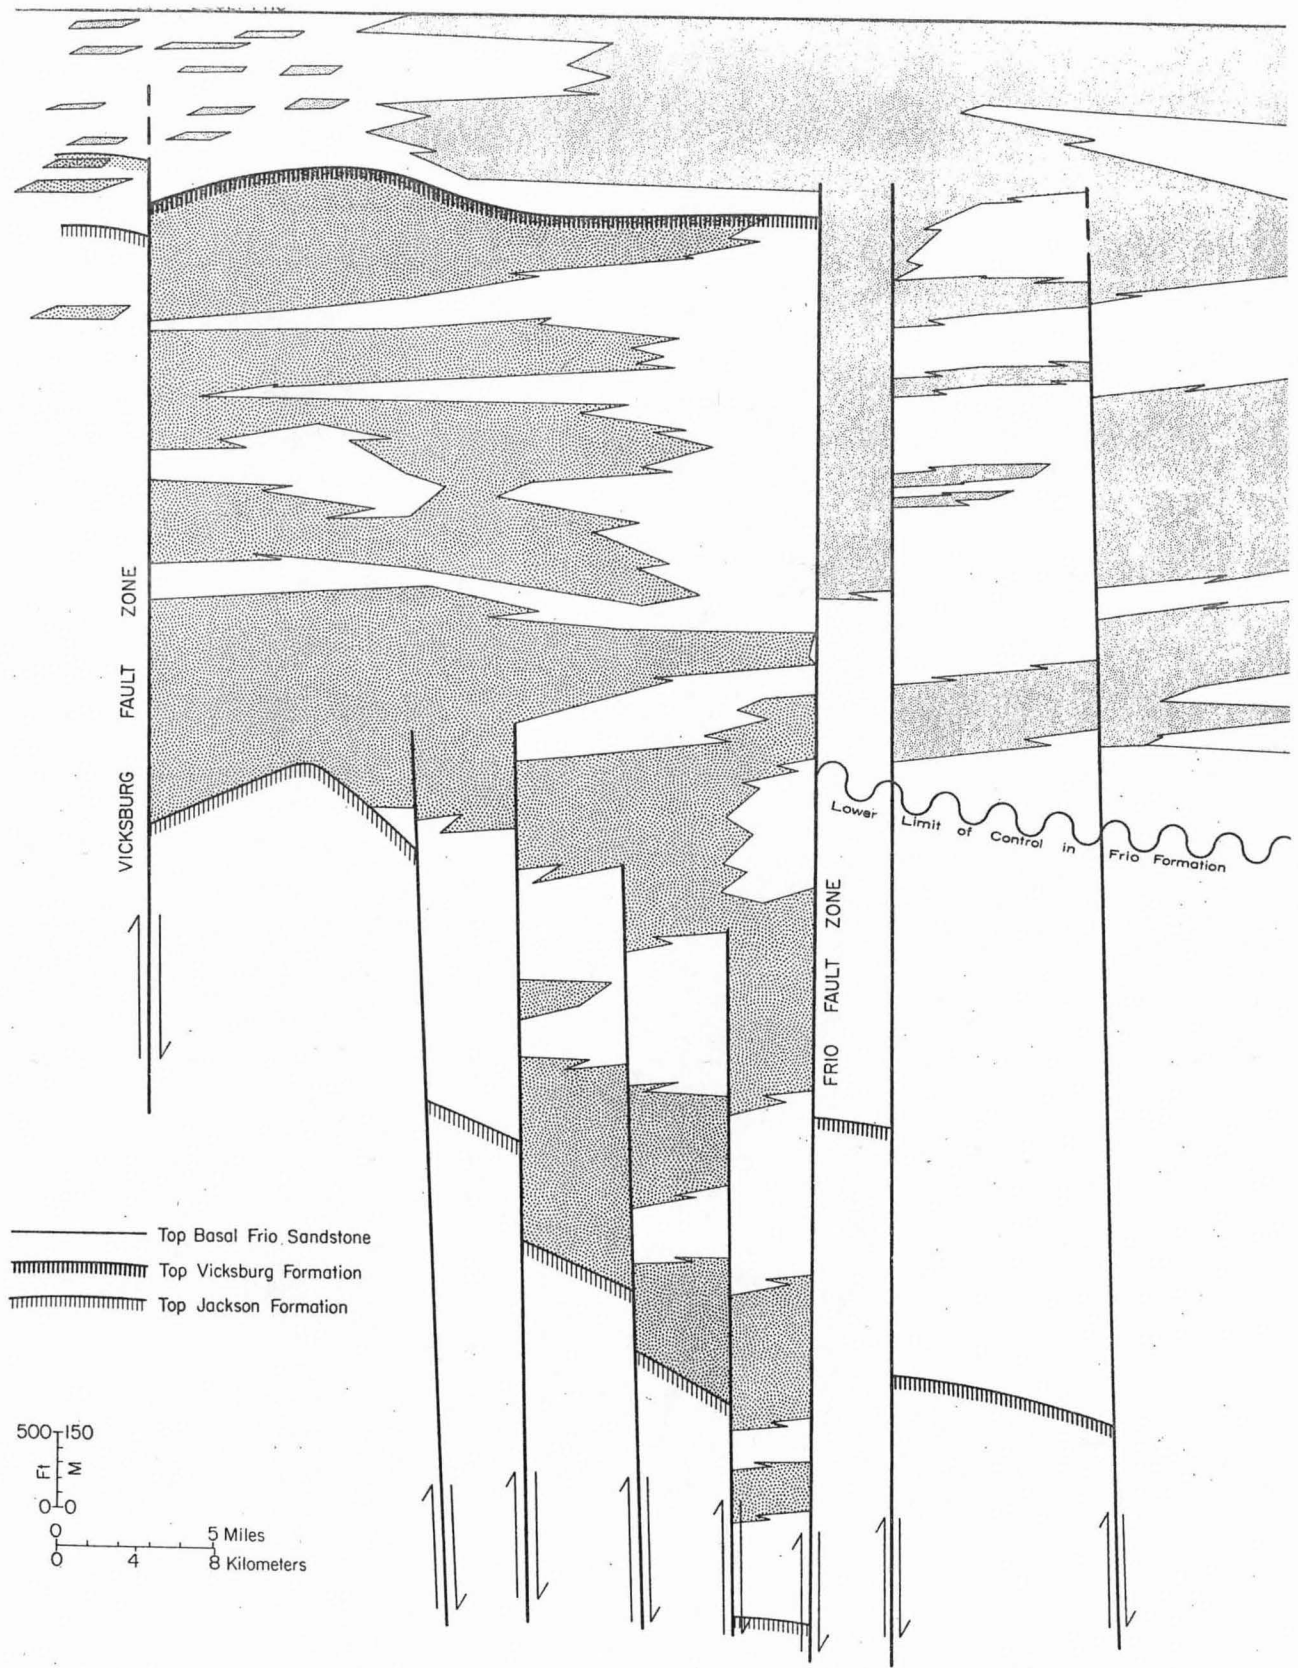 VICKSBURG FAULT ZONE
FRIO FAULT ZONE
Lower Limit of Control in Frio Formation
Top Basal Frio Sandstone
Top Vicksburg Formation
Top Jackson Formation
500 150
Ft M
0 0
0 5 Miles
0 4 8 Kilometers